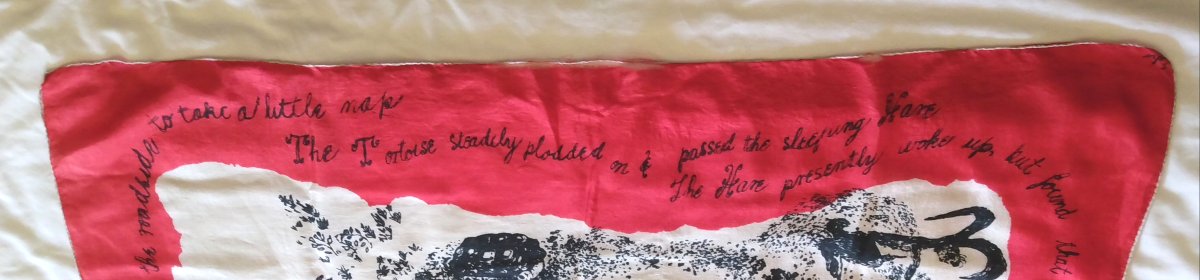 the roadside to take a little nap
The Tortoise steadily plodded on & passed the sleeping Hare
The Hare presently woke up, but found that